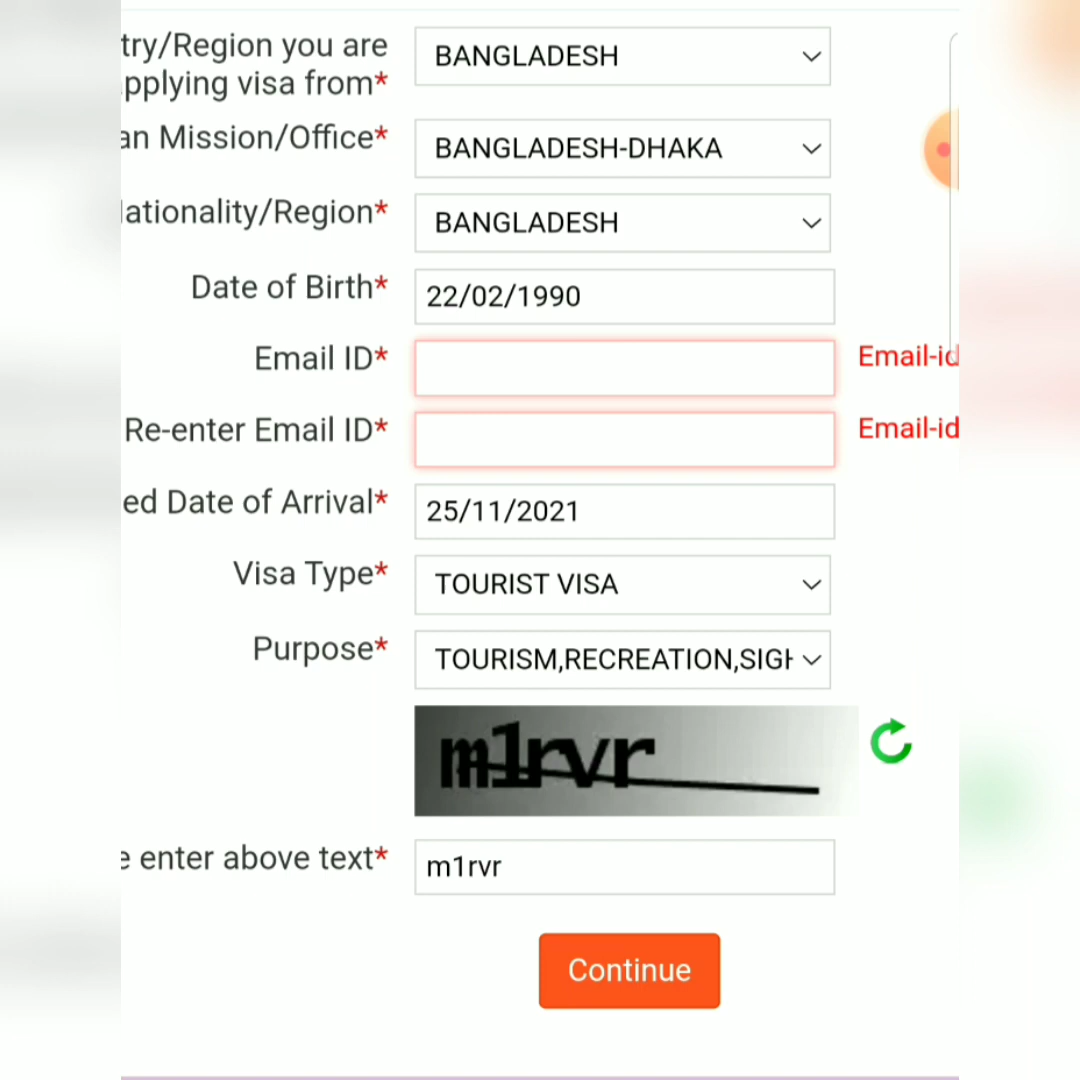 try/Region you are
pplying visa from*
BANGLADESH
an Mission/Office*
BANGLADESH-DHAKA
ationality/Region*
BANGLADESH
Date of Birth*
22/02/1990
Email ID*
Email-id
Re-enter Email ID*
Email-id
ed Date of Arrival*
25/11/2021
Visa Type*
TOURIST VISA
Purpose*
TOURISM,RECREATION,SIGH
m1rvr
e enter above text*
m1rvr
Continue